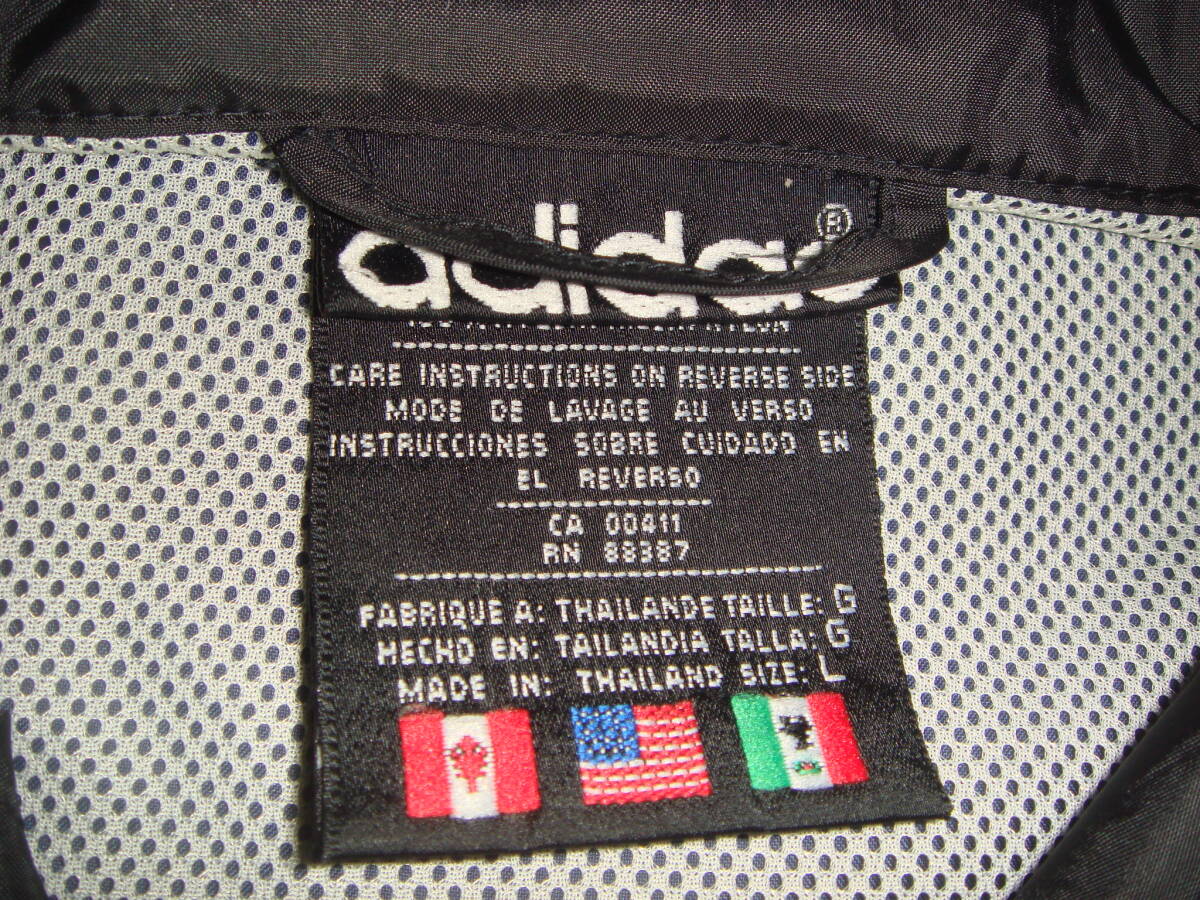 adidas®
CARE INSTRUCTIONS ON REVERSE SIDE
MODE DE LAVAGE AU VERSO
INSTRUCCIONES SOBRE CUIDADO EN
EL REVERSO
CA 00411
RN 88387
FABRIQUE A: THAILANDE TAILLE: G
HECHO EN: TAILANDIA TALLA: G
MADE IN: THAILAND SIZE: L